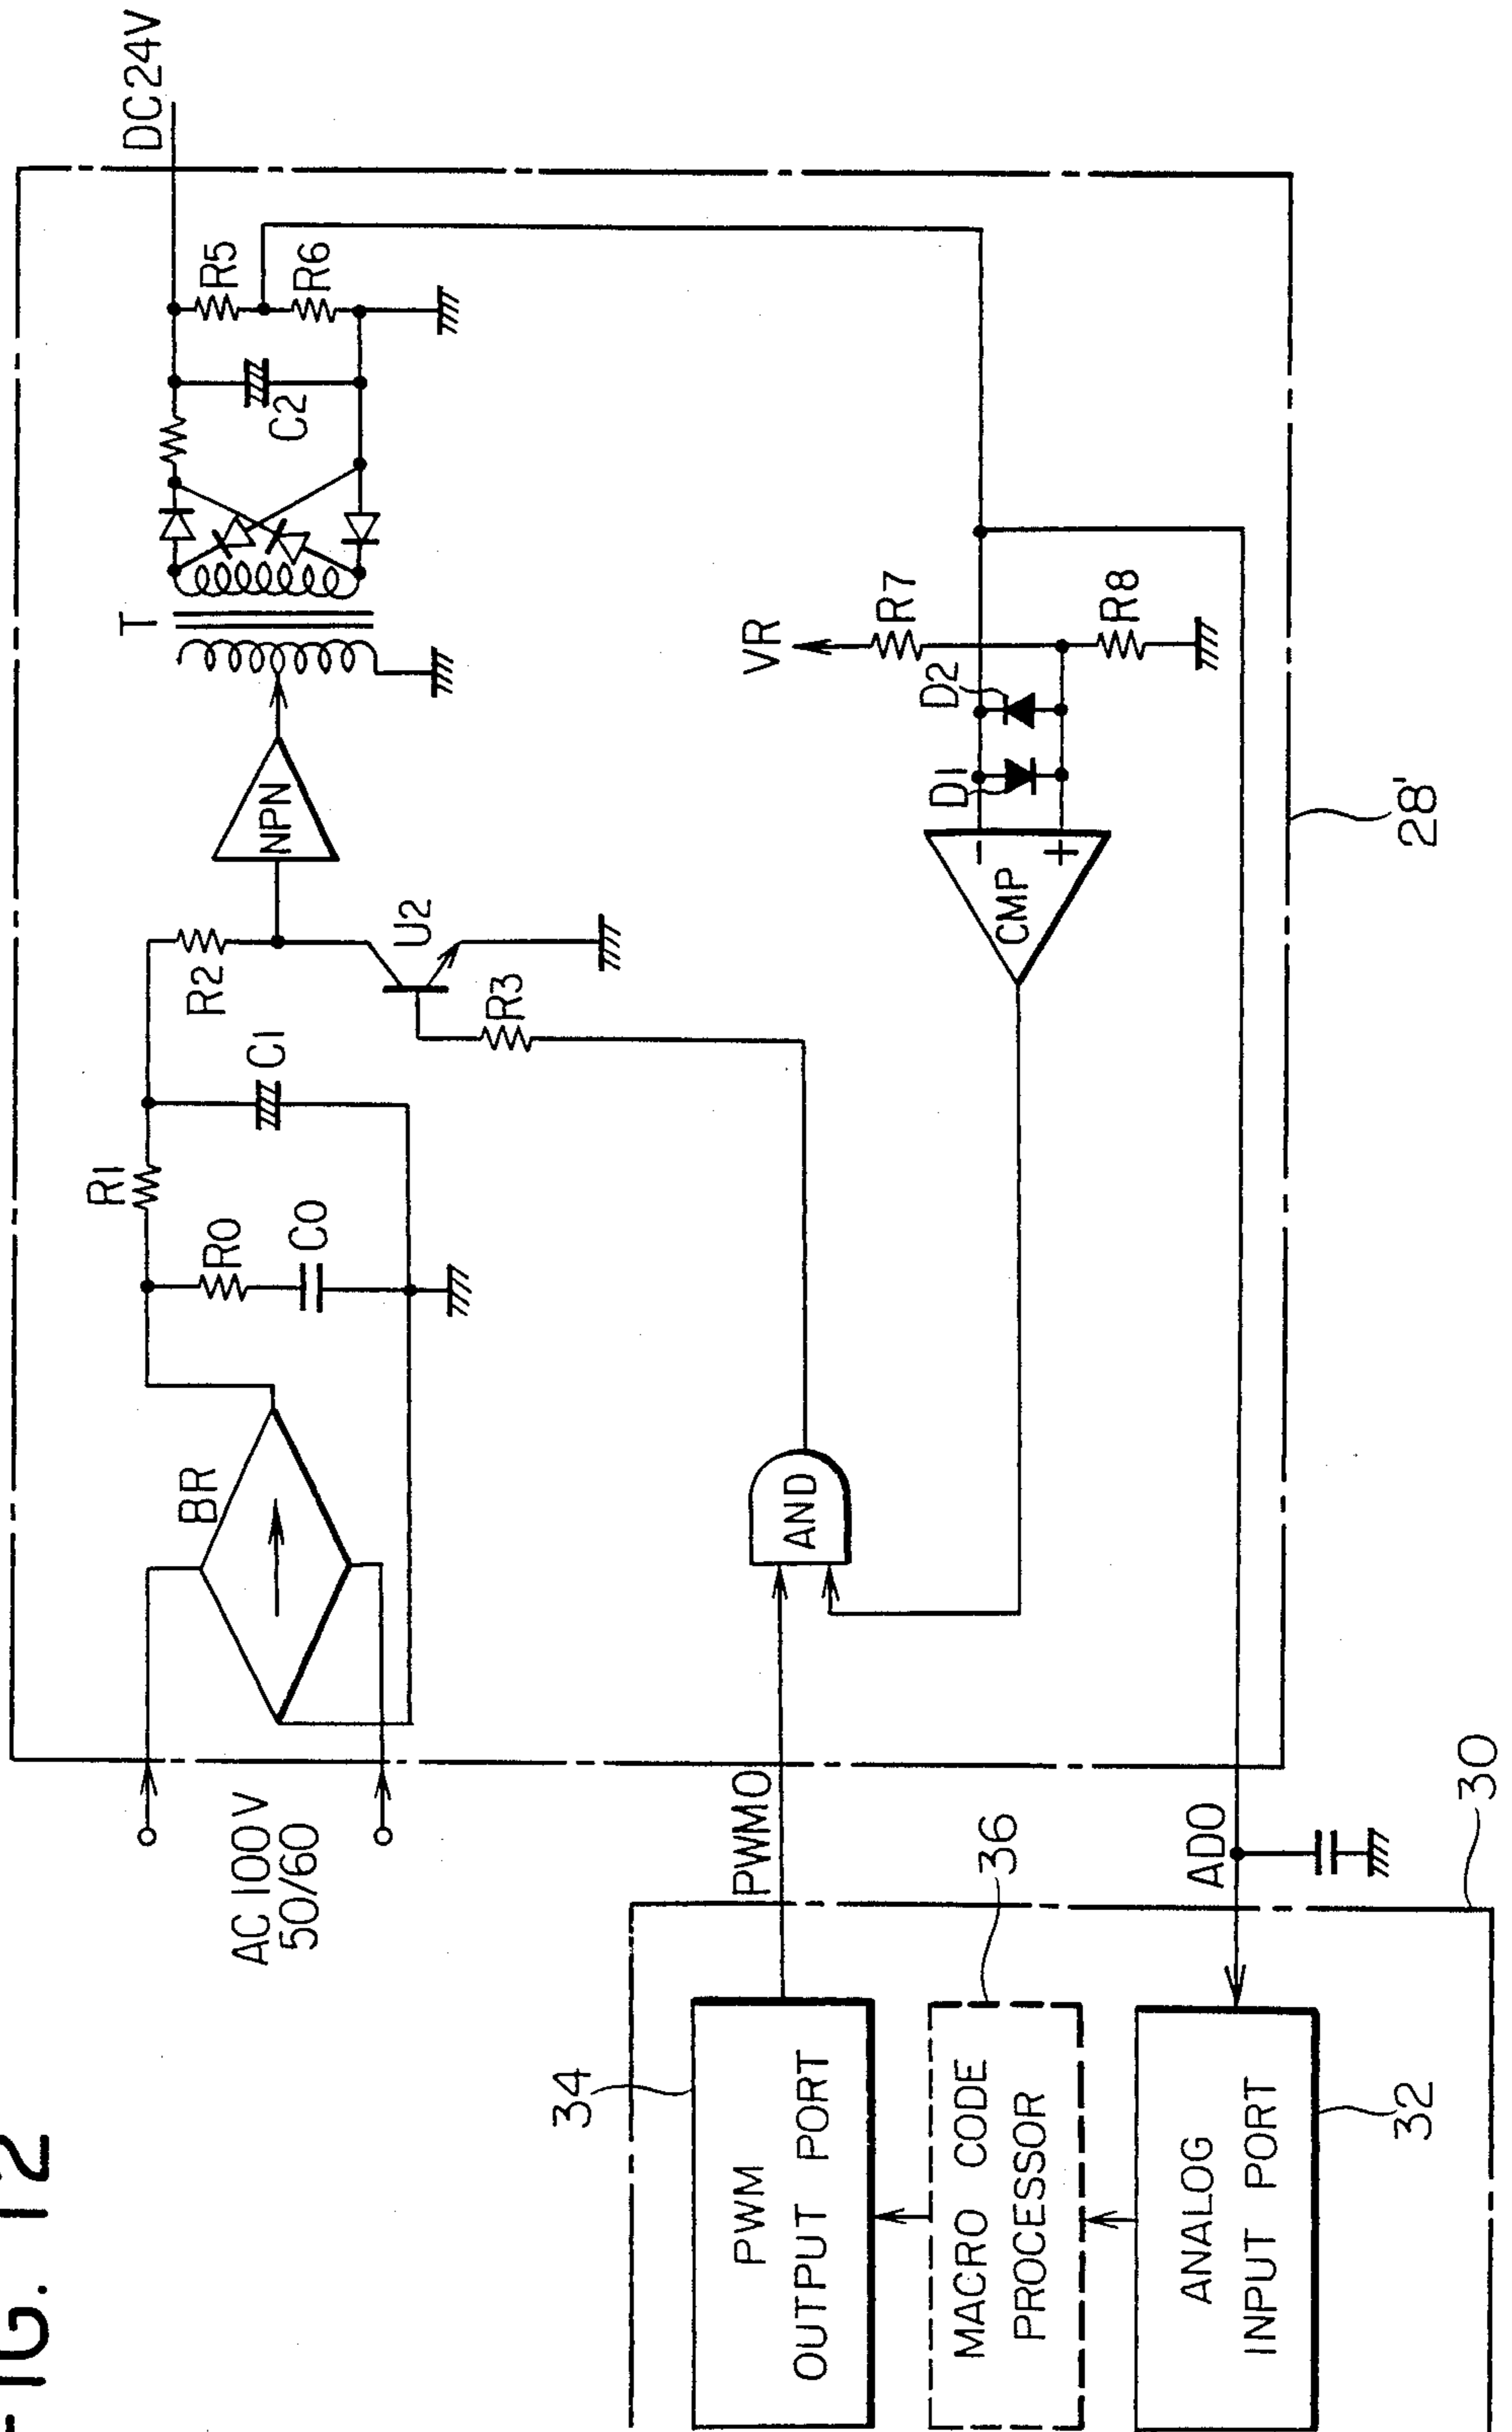 FIG. 12
AC 100V
50/60
BR
R1
R0
C0
C1
R2
U2
R3
NPN
T
C2
R5
R6
DC24V
VR
R7
R8
D2
D1
-
+
CMP
AND
28'
PWM0
AD0
30
34
PWM
OUTPUT PORT
36
MACRO CODE
PROCESSOR
ANALOG
INPUT PORT
32